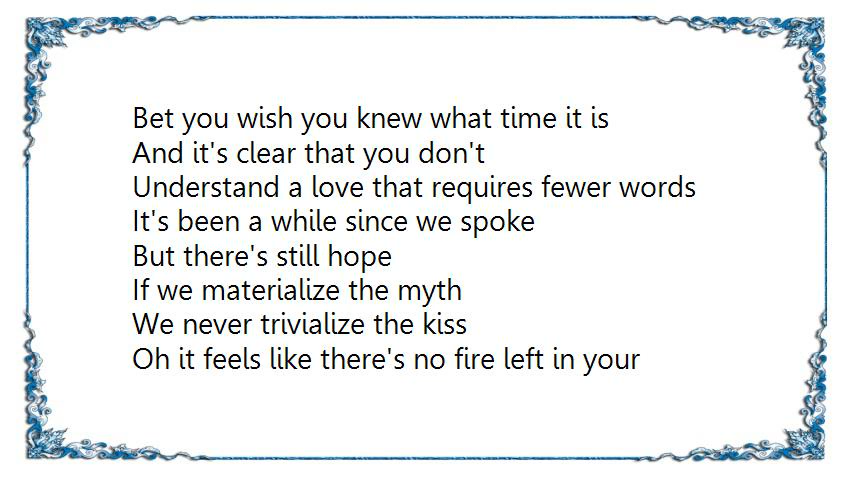 Bet you wish you knew what time it is
And it's clear that you don't
Understand a love that requires fewer words
It's been a while since we spoke
But there's still hope
If we materialize the myth
We never trivialize the kiss
Oh it feels like there's no fire left in your